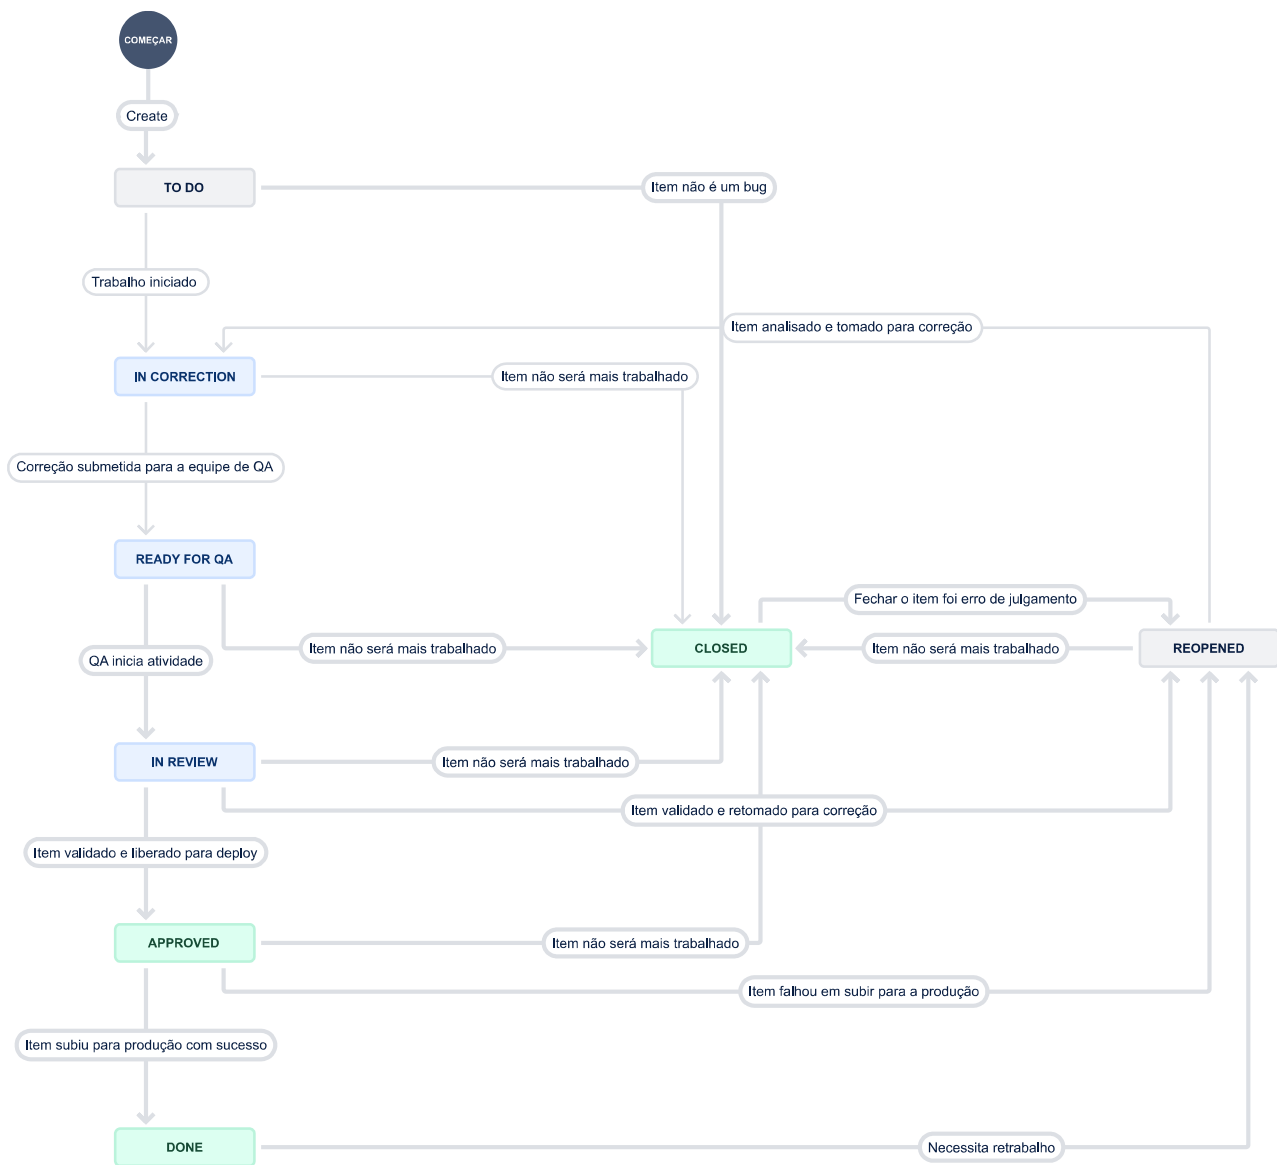 COMEÇAR
Create
TO DO
Item não é um bug
Trabalho iniciado
Item analisado e tomado para correção
IN CORRECTION
Item não será mais trabalhado
Correção submetida para a equipe de QA
READY FOR QA
Fechar o item foi erro de julgamento
QA inicia atividade
Item não será mais trabalhado
CLOSED
Item não será mais trabalhado
REOPENED
IN REVIEW
Item não será mais trabalhado
Item validado e retomado para correção
Item validado e liberado para deploy
APPROVED
Item não será mais trabalhado
Item falhou em subir para a produção
Item subiu para produção com sucesso
DONE
Necessita retrabalho